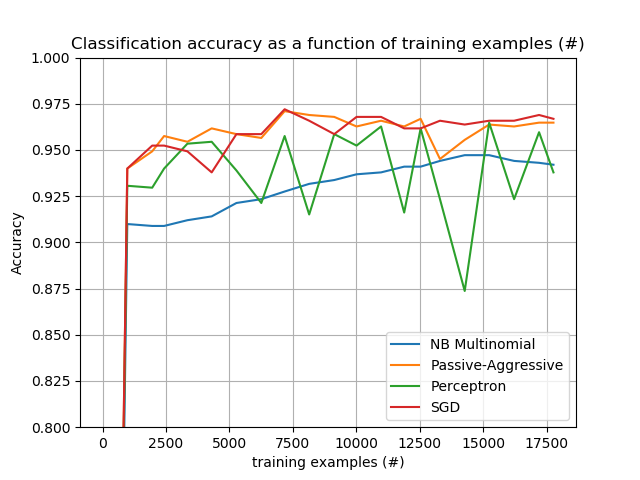 Classification accuracy as a function of training examples (#)
1.000
0.975
0.950
0.925
0.900
0.875
0.850
0.825
0.800
Accuracy
NB Multinomial
Passive-Aggressive
Perceptron
SGD
0 2500 5000 7500 10000 12500 15000 17500
training examples (#)